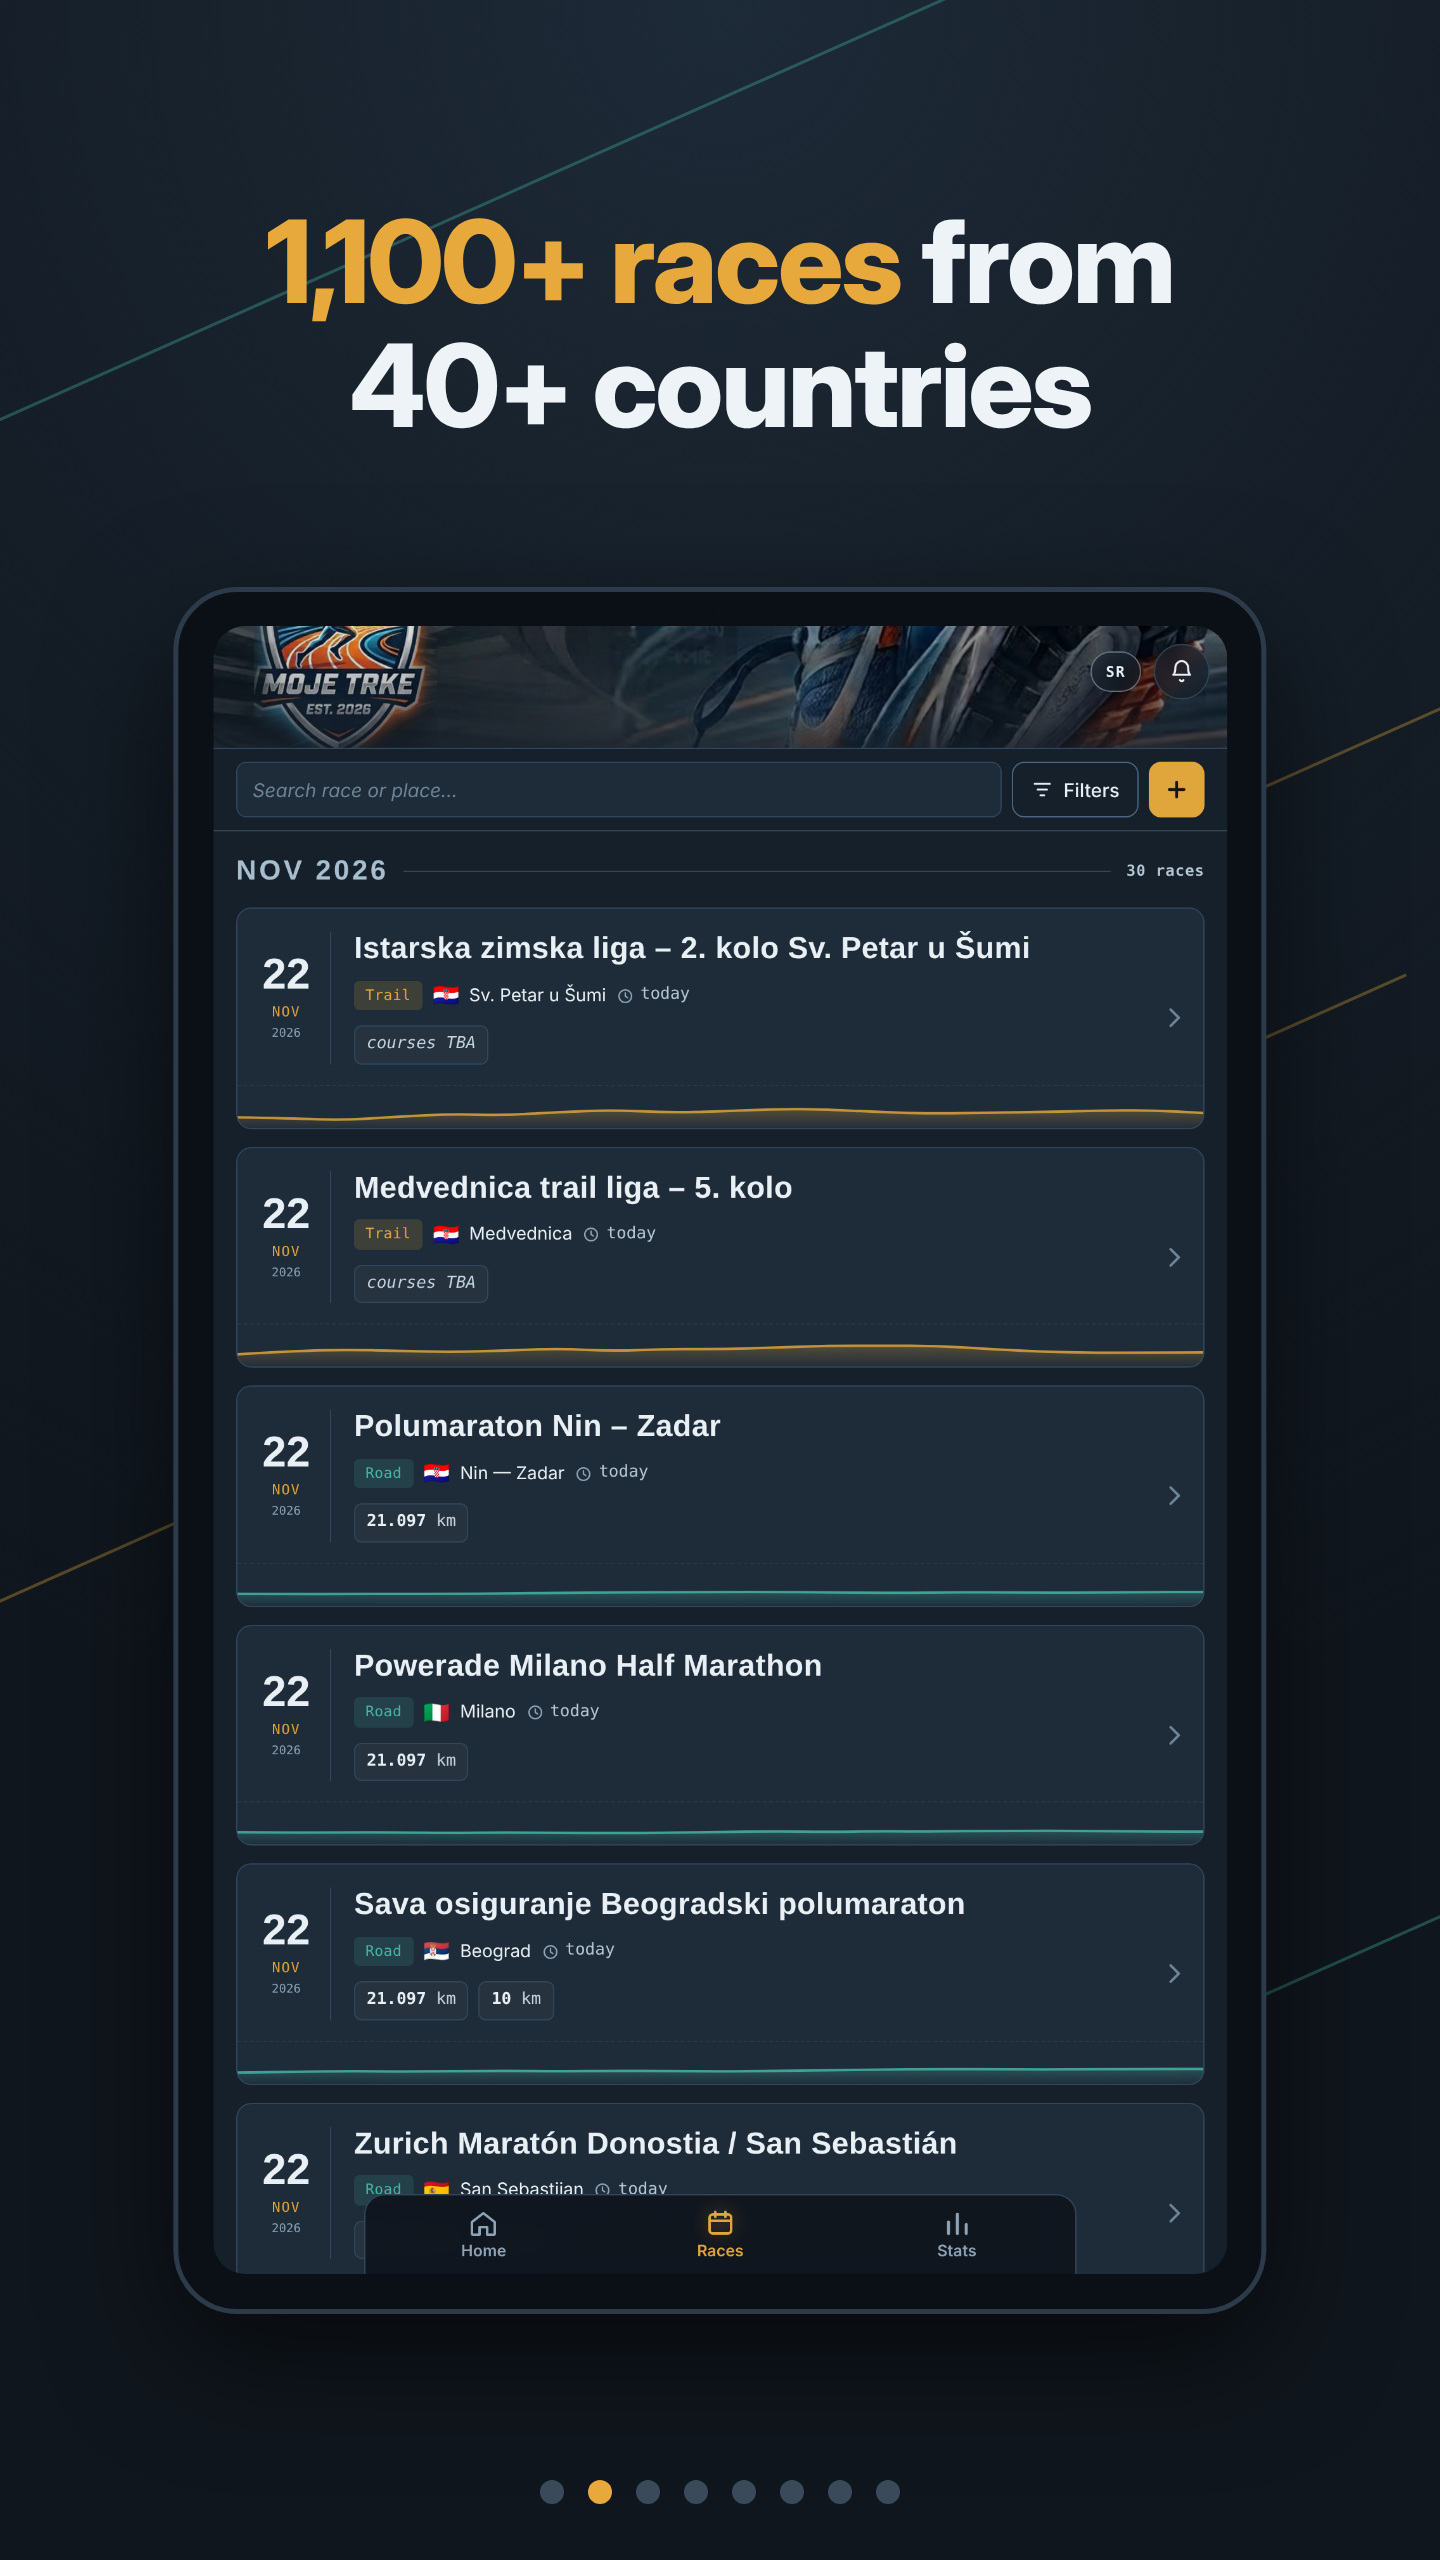 1,100+ races from
40+ countries
MOJE TRKE
EST. 2026
SR
Search race or place...
Filters
NOV 2026
30 races
22
NOV
2026
Istarska zimska liga – 2. kolo Sv. Petar u Šumi
Trail
Sv. Petar u Šumi
today
courses TBA
22
NOV
2026
Medvednica trail liga – 5. kolo
Trail
Medvednica
today
courses TBA
22
NOV
2026
Polumaraton Nin – Zadar
Road
Nin — Zadar
today
21.097 km
22
NOV
2026
Powerade Milano Half Marathon
Road
Milano
today
21.097 km
22
NOV
2026
Sava osiguranje Beogradski polumaraton
Road
Beograd
today
21.097 km
10 km
22
NOV
2026
Zurich Maratón Donostia / San Sebastián
Road
San Sebastijan
today
Home
Races
Stats